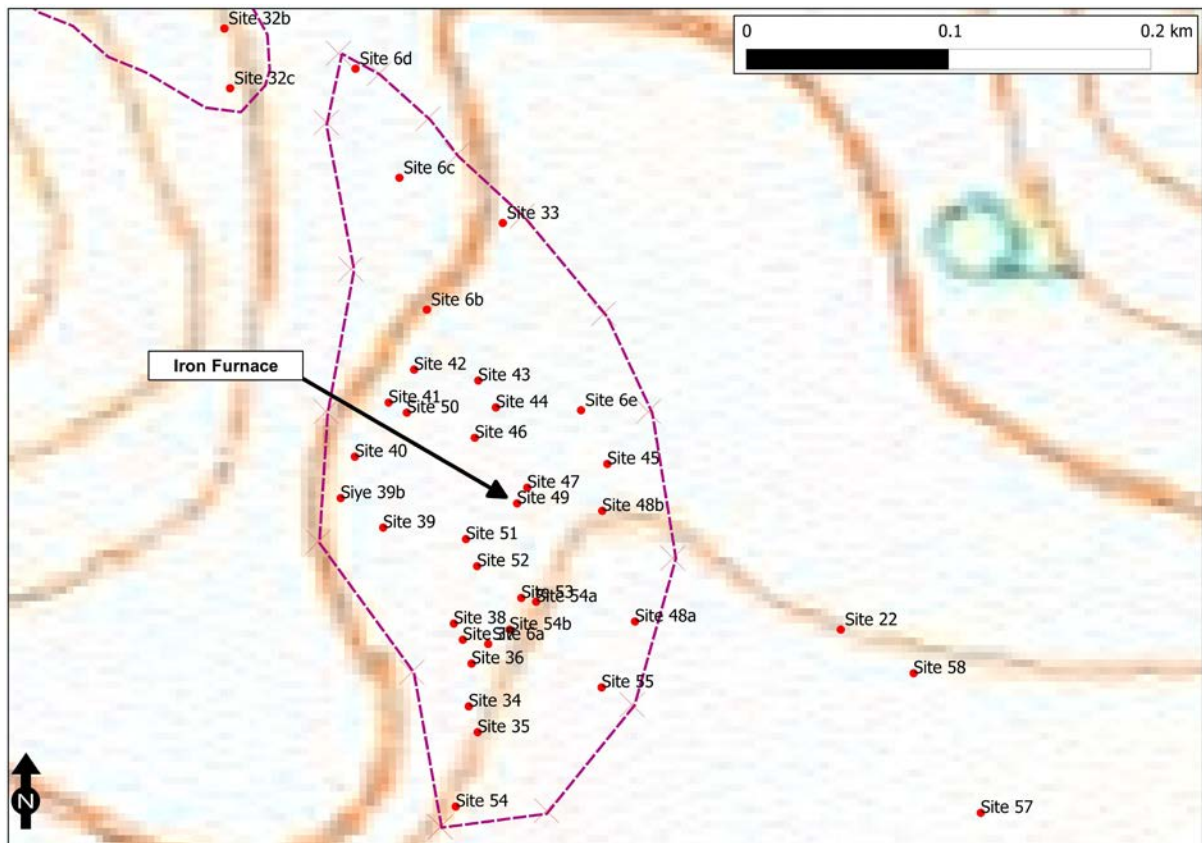 Site 32b
0 0.1 0.2 km
Site 6d
Site 32c
Site 6c
Site 33
Site 6b
Iron Furnace
Site 42
Site 43
Site 41
Site 50
Site 44
Site 6e
Site 46
Site 40
Site 45
Site 47
Siye 39b
Site 49
Site 48b
Site 39
Site 51
Site 52
Site 53
Site 54a
Site 38
Site 54b
Site 48a
Site 22
Site 6a
Site 36
Site 58
Site 55
Site 34
Site 35
Site 54
Site 57
N